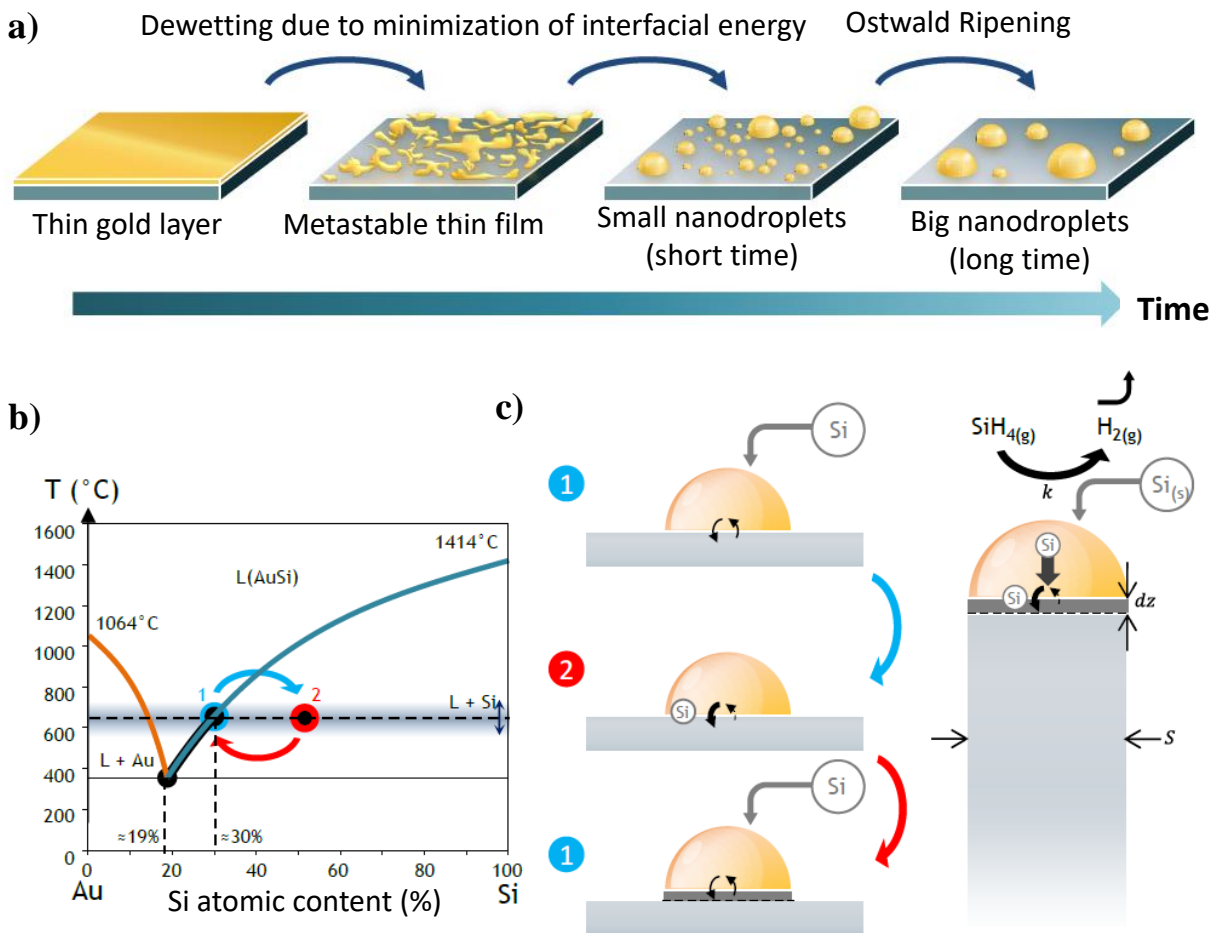 a)
Dewetting due to minimization of interfacial energy
Ostwald Ripening
Thin gold layer
Metastable thin film
Small nanodroplets
(short time)
Big nanodroplets
(long time)
Time
b)
T (°C)
1600
1400
1200
1000
800
600
400
200
0
1064°C
L(AuSi)
1414°C
1
2
L + Si
L + Au
≈19%
≈30%
0
20
40
60
80
100
Au
Si
Si atomic content (%)
c)
1
Si
2
Si
1
Si
SiH4(g)
H2(g)
k
Si(s)
Si
Si
dz
S